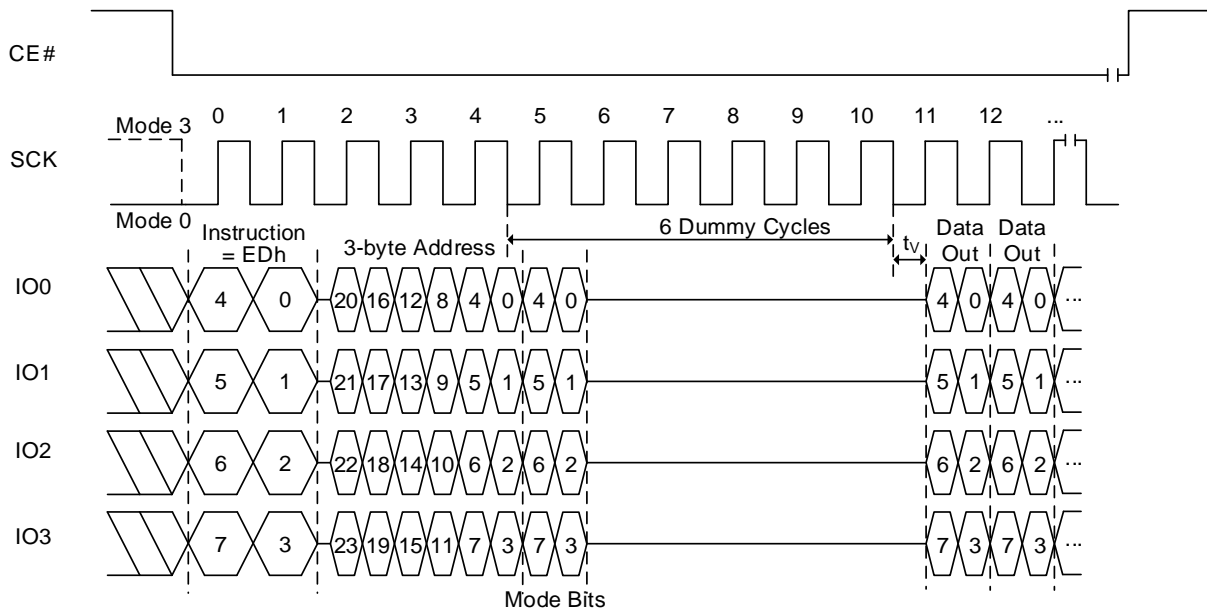 CE#
0 1 2 3 4 5 6 7 8 9 10 11 12 ...
Mode 3
SCK
Mode 0
Instruction
= EDh
3-byte Address
6 Dummy Cycles
tV
Data
Out
Data
Out
IO0 4 0 20 16 12 8 4 0 4 0 4 0 4 0 ...
IO1 5 1 21 17 13 9 5 1 5 1 5 1 5 1 ...
IO2 6 2 22 18 14 10 6 2 6 2 6 2 6 2 ...
IO3 7 3 23 19 15 11 7 3 7 3 7 3 7 3 ...
Mode Bits